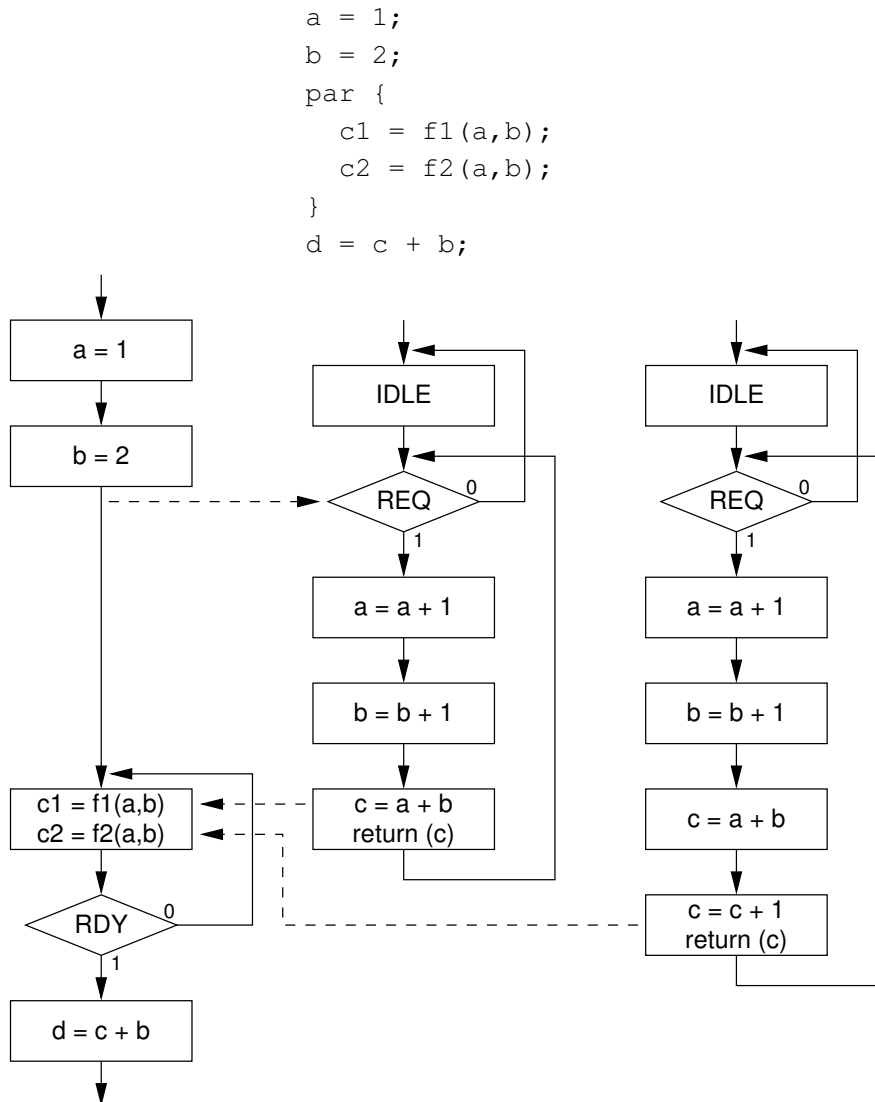 a = 1;
b = 2;
par {
c1 = f1(a,b);
c2 = f2(a,b);
}
d = c + b;
a = 1
b = 2
c1 = f1(a,b)
c2 = f2(a,b)
RDY
0
1
d = c + b
IDLE
REQ
0
1
a = a + 1
b = b + 1
c = a + b
return (c)
IDLE
REQ
0
1
a = a + 1
b = b + 1
c = a + b
c = c + 1
return (c)